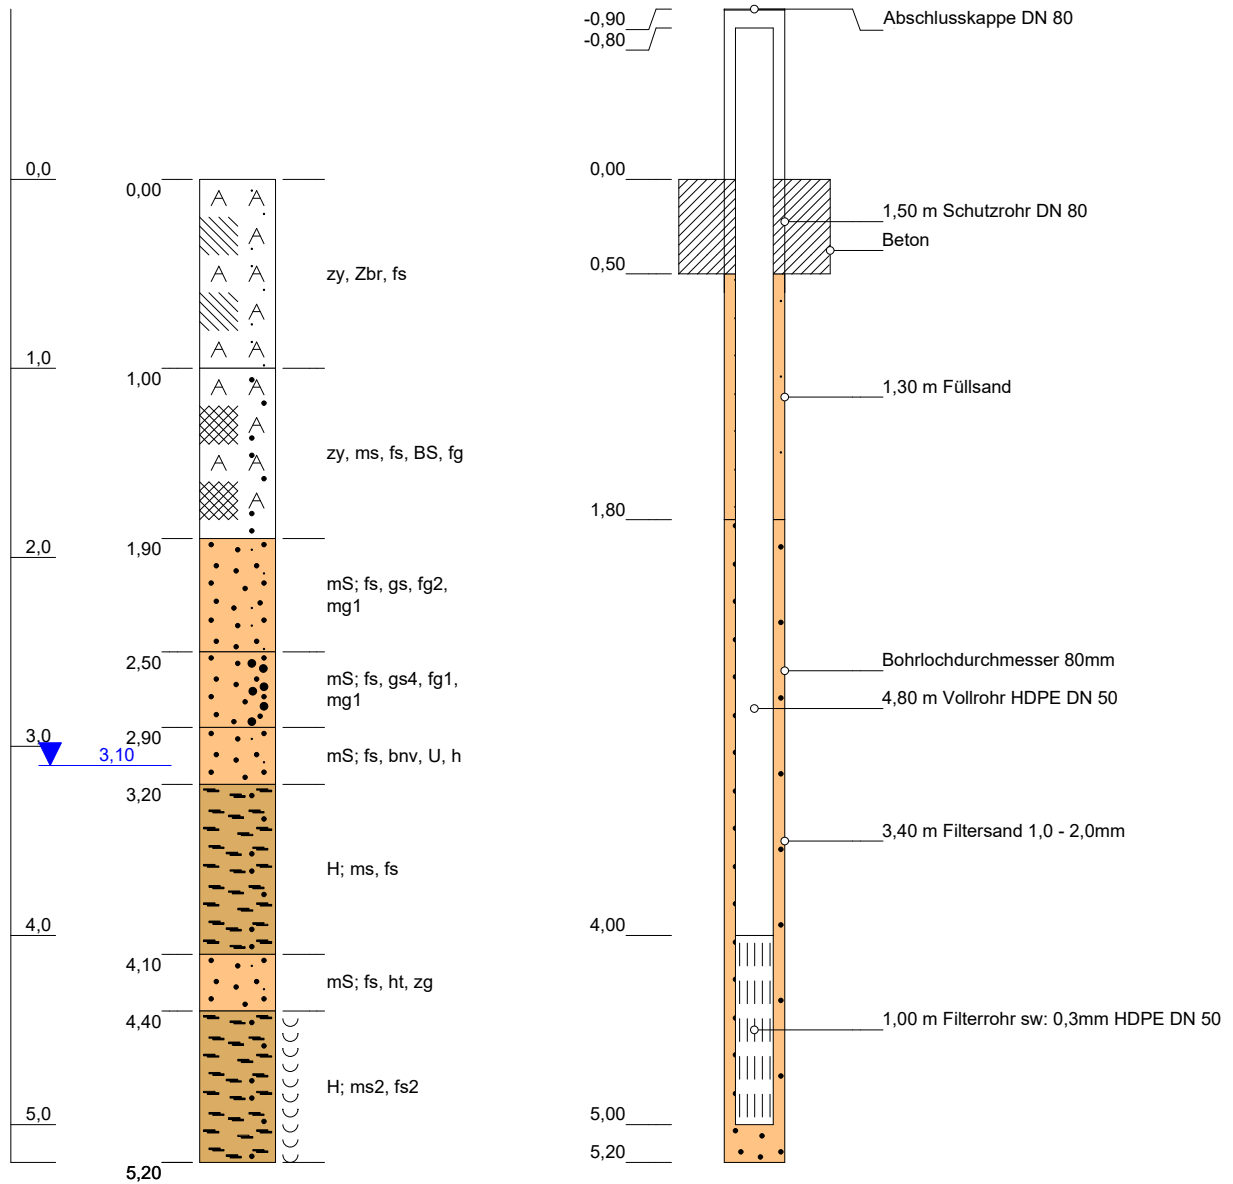 -0,90
-0,80
Abschlusskappe DN 80
0,0
0,00
0,00
1,50 m Schutzrohr DN 80
Beton
zy, Zbr, fs
0,50
1,0
1,00
1,30 m Füllsand
zy, ms, fs, BS, fg
1,80
2,0
1,90
mS; fs, gs, fg2,
mg1
2,50
mS; fs, gs4, fg1,
mg1
Bohrlochdurchmesser 80mm
4,80 m Vollrohr HDPE DN 50
3,0
2,90
3,10
mS; fs, bnv, U, h
3,20
3,40 m Filtersand 1,0 - 2,0mm
H; ms, fs
4,0
4,00
4,10
mS; fs, ht, zg
4,40
1,00 m Filterrohr sw: 0,3mm HDPE DN 50
H; ms2, fs2
5,0
5,00
5,20
5,20